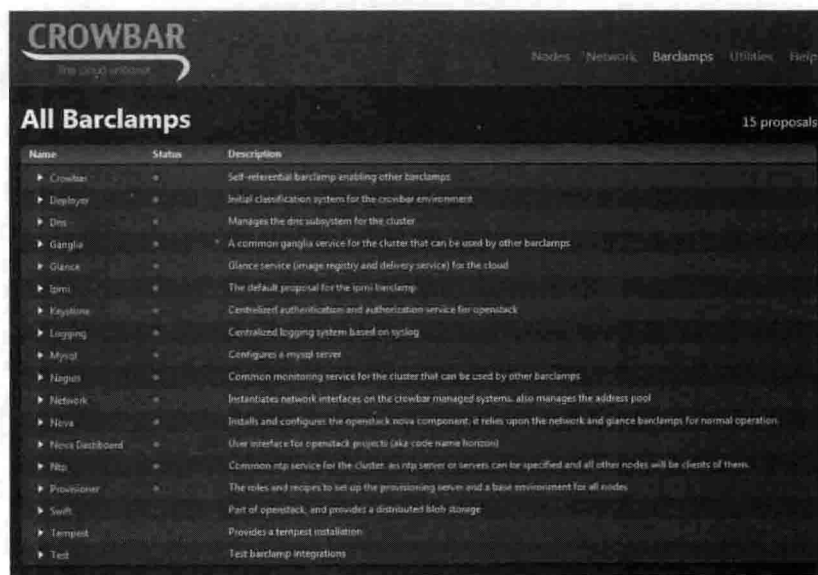 CROWBAR
The cloud unboxed
Nodes Network Barclamps Utilities Help
All Barclamps
15 proposals
Name Status Description
Crowbar Self-referential barclamp enabling other barclamps
Deployer Initial classification system for the crowbar environment
Dns Manages the dns subsystem for the cluster
Ganglia A common ganglia service for the cluster that can be used by other barclamps
Glance Glance service (image registry and delivery service) for the cloud
Ipmi The default proposal for the ipmi barclamp
Keystone Centralized authentication and authorization service for openstack
Logging Centralized logging system based on syslog
Mysql Configures a mysql server
Nagios Common monitoring service for the cluster that can be used by other barclamps
Network Instantiates network interfaces on the crowbar managed systems, also manages the address pool
Nova Installs and configures the openstack nova component, it relies upon the network and glance barclamps for normal operation.
Nova Dashboard User interface for openstack projects (aka code name horizon)
Ntp Common ntp service for the cluster. an ntp server or servers can be specified and all other nodes will be clients of them.
Provisioner The roles and recipes to set up the provisioning server and a base environment for all nodes
Swift Part of openstack, and provides a distributed blob storage
Tempest Provides a tempest installation
Test Test barclamp integrations